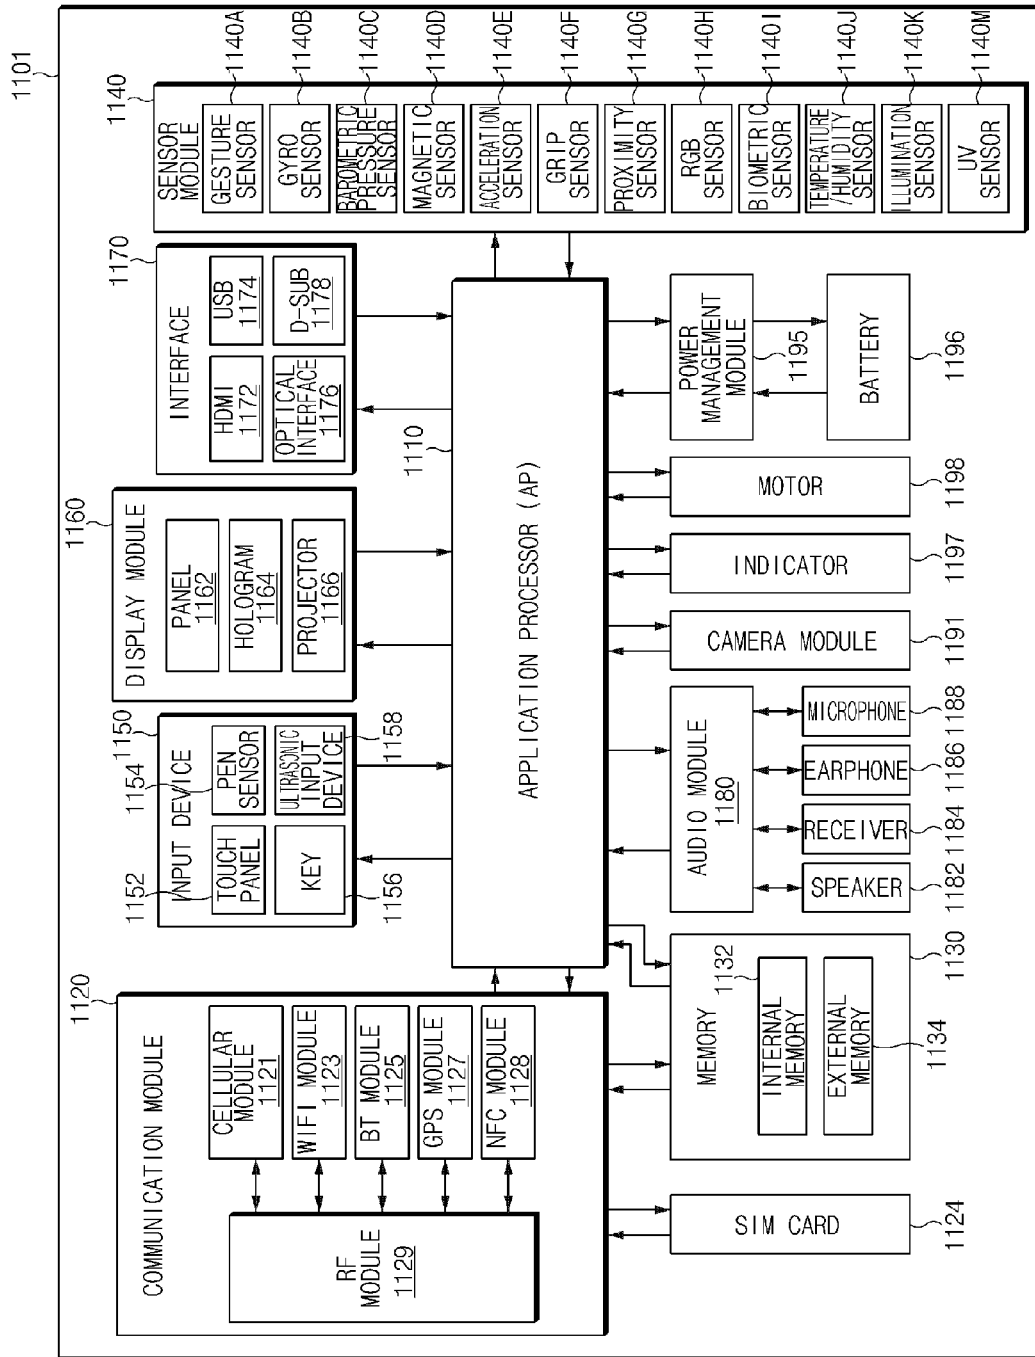 1101
1140
SENSOR
MODULE
GESTURE
SENSOR
1140A
GYRO
SENSOR
1140B
BAROMETRIC
PRESSURE
SENSOR
1140C
MAGNETIC
SENSOR
1140D
ACCELERATION
SENSOR
1140E
GRIP
SENSOR
1140F
PROXIMITY
SENSOR
1140G
RGB
SENSOR
1140H
BIOMETRIC
SENSOR
1140I
TEMPERATURE
/HUMIDITY
SENSOR
1140J
ILLUMINATION
SENSOR
1140K
UV
SENSOR
1140M
1170
INTERFACE
USB
1174
D-SUB
1178
HDMI
1172
OPTICAL
INTERFACE
1176
1160
DISPLAY MODULE
PANEL
1162
HOLOGRAM
1164
PROJECTOR
1166
1150
INPUT DEVICE
1154
PEN
SENSOR
ULTRASONIC
INPUT
DEVICE
1158
1152
TOUCH
PANEL
KEY
1156
1110
APPLICATION PROCESSOR (AP)
POWER
MANAGEMENT
MODULE
1195
BATTERY
1196
MOTOR
1198
INDICATOR
1197
CAMERA MODULE
1191
AUDIO MODULE
1180
MICROPHONE
1188
EARPHONE
1186
RECEIVER
1184
SPEAKER
1182
1120
COMMUNICATION MODULE
CELLULAR
MODULE
1121
WIFI MODULE
1123
BT MODULE
1125
GPS MODULE
1127
NFC MODULE
1128
RF
MODULE
1129
MEMORY
1130
1132
INTERNAL
MEMORY
EXTERNAL
MEMORY
1134
SIM CARD
1124